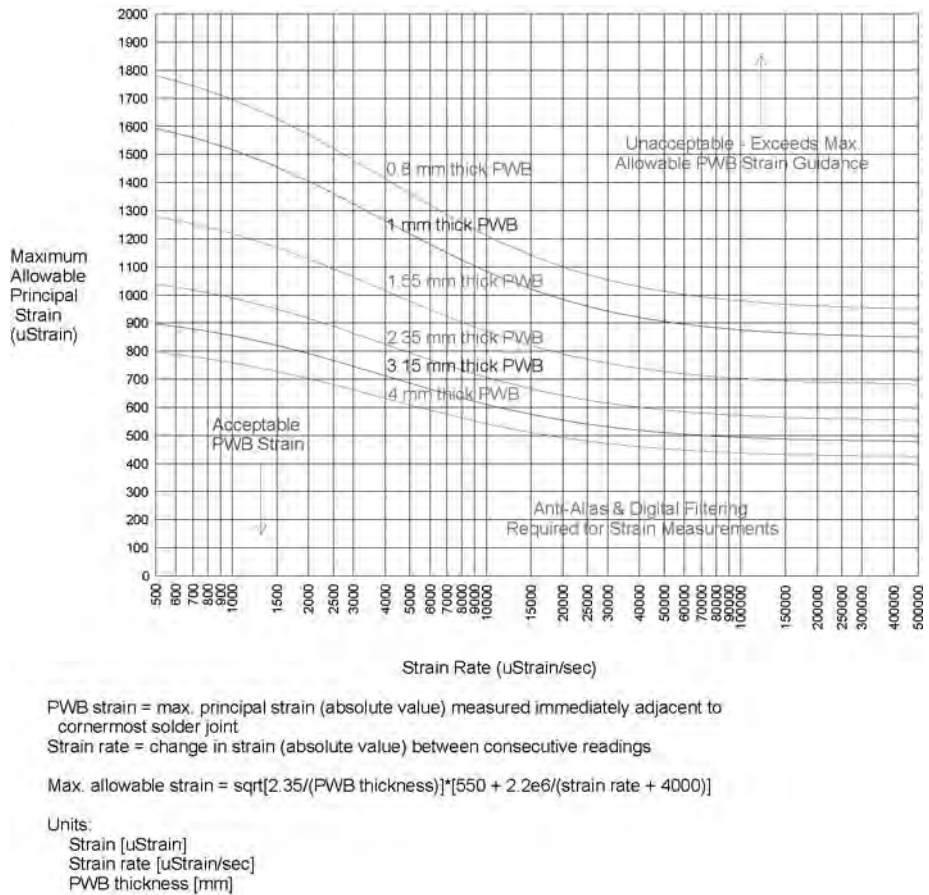 2000
1900
1800
1700
1600
1500
1400
1300
1200
1100
1000
900
800
700
600
500
400
300
200
100
0
Maximum
Allowable
Principal
Strain
(uStrain)
Unacceptable - Exceeds Max.
Allowable PWB Strain Guidance
0.8 mm thick PWB
1 mm thick PWB
1.55 mm thick PWB
2.35 mm thick PWB
3.15 mm thick PWB
4 mm thick PWB
Acceptable
PWB Strain
Anti-Alias & Digital Filtering
Required for Strain Measurements
500
600
700
800
900
1000
1500
2000
2500
3000
4000
5000
6000
7000
8000
9000
10000
15000
20000
25000
30000
40000
50000
60000
70000
80000
90000
100000
150000
200000
250000
300000
400000
500000
Strain Rate (uStrain/sec)
PWB strain = max. principal strain (absolute value) measured immediately adjacent to
cornermost solder joint
Strain rate = change in strain (absolute value) between consecutive readings
Max. allowable strain = sqrt[2.35/(PWB thickness)]*[550 + 2.2e6/(strain rate + 4000)]
Units:
Strain [uStrain]
Strain rate [uStrain/sec]
PWB thickness [mm]